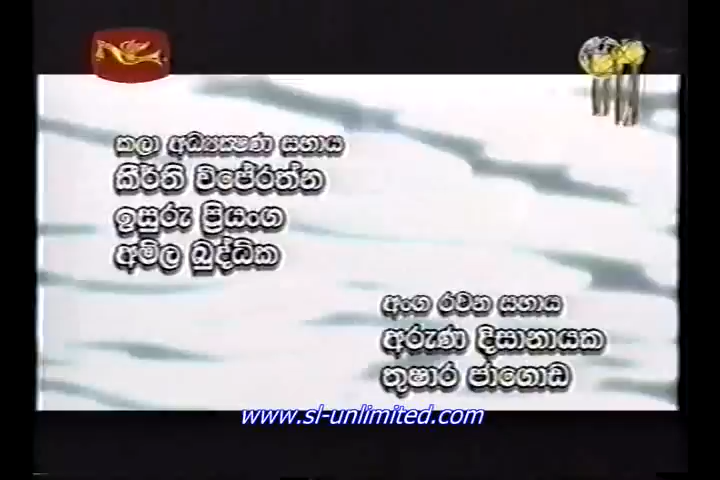 කලා අධ්‍යක්ෂණ සහාය
කීර්ති විජේරත්න
ඉසුරු ප්‍රියංග
අමිල බුද්ධික
අංග රචන සහාය
අරුණ දිසානායක
තුෂාර ජාගොඩ
www.sl-unlimited.com